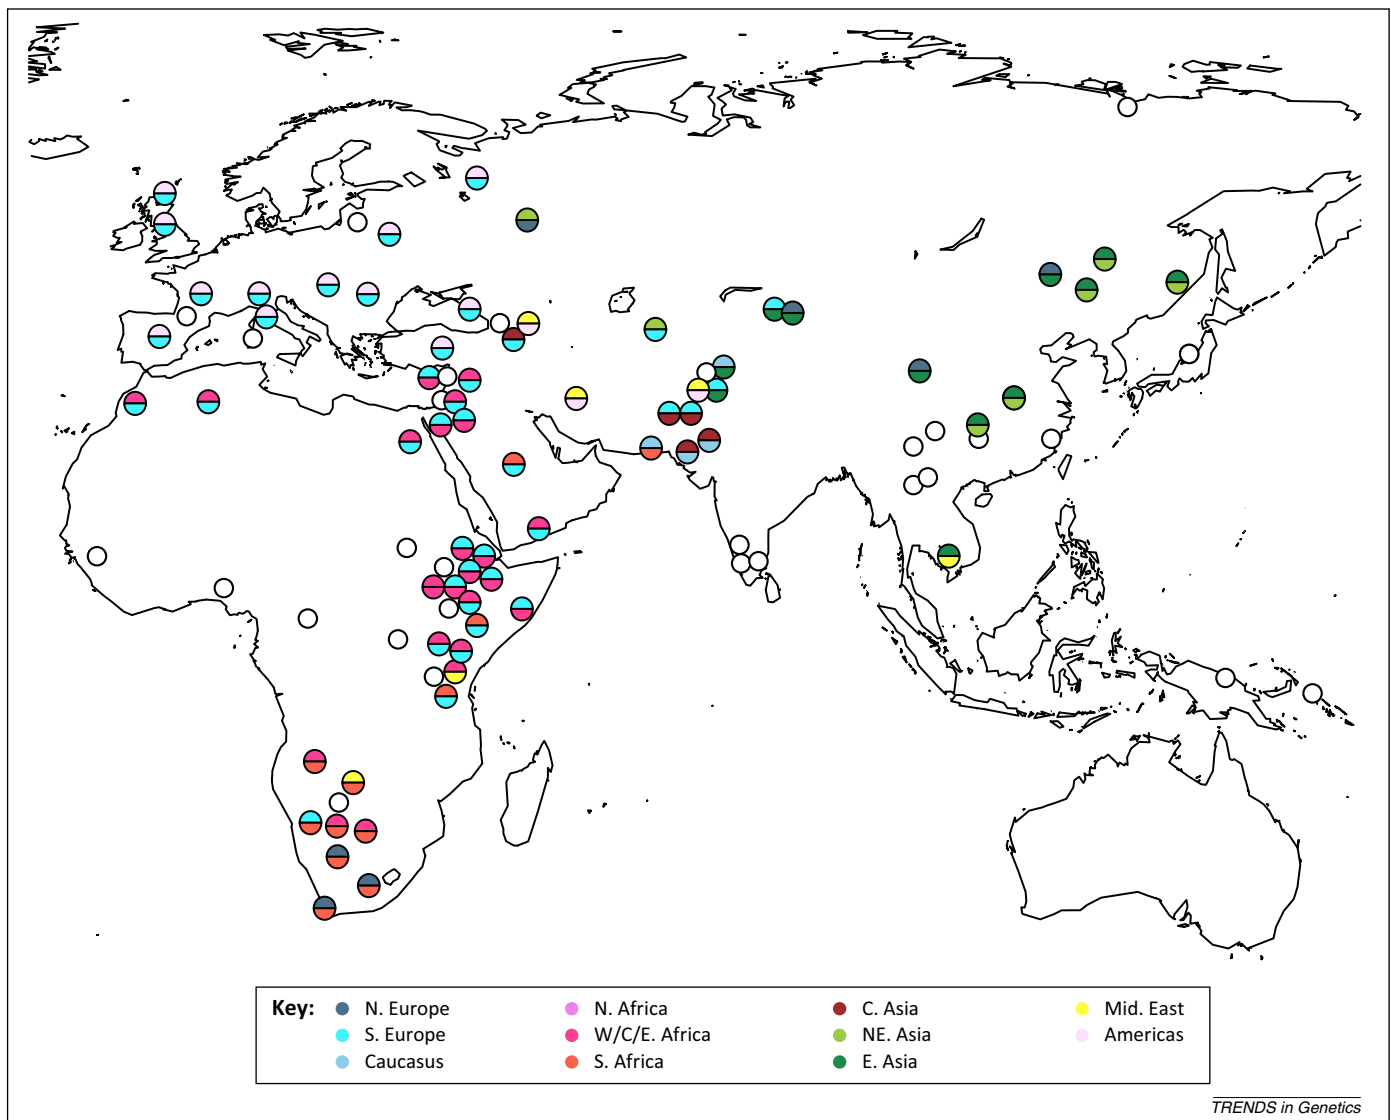 Key: N. Europe N. Africa C. Asia Mid. East
S. Europe W/C/E. Africa NE. Asia Americas
Caucasus S. Africa E. Asia
TRENDS in Genetics